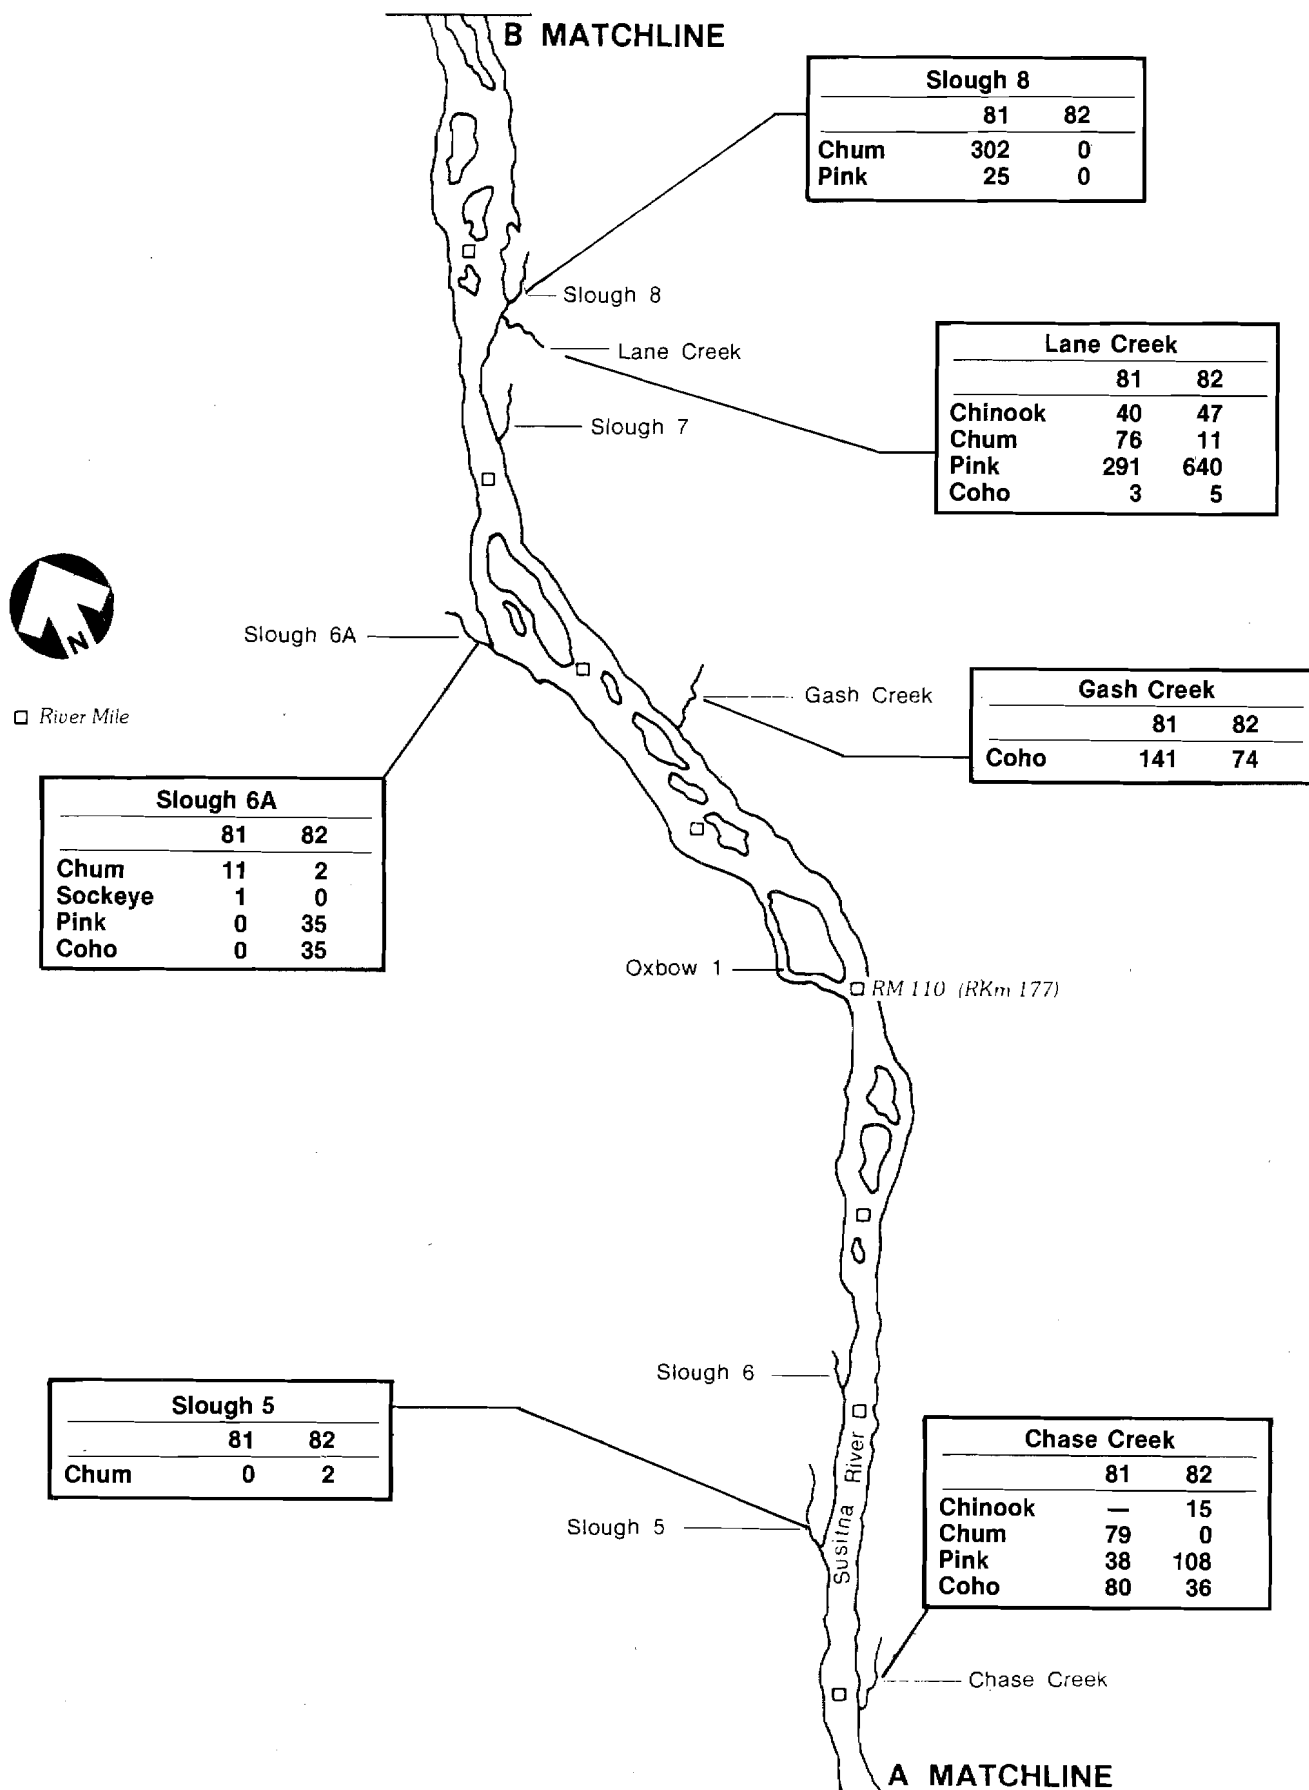 B MATCHLINE
Slough 8
81 82
Chum 302 0
Pink 25 0
Slough 8
Lane Creek
Lane Creek
81 82
Chinook 40 47
Chum 76 11
Pink 291 640
Coho 3 5
Slough 7
N
Slough 6A
River Mile
Gash Creek
Gash Creek
81 82
Coho 141 74
Slough 6A
81 82
Chum 11 2
Sockeye 1 0
Pink 0 35
Coho 0 35
Oxbow 1
RM 110 (RKm 177)
Slough 6
Slough 5
81 82
Chum 0 2
Susitna River
Slough 5
Chase Creek
81 82
Chinook — 15
Chum 79 0
Pink 38 108
Coho 80 36
Chase Creek
A MATCHLINE